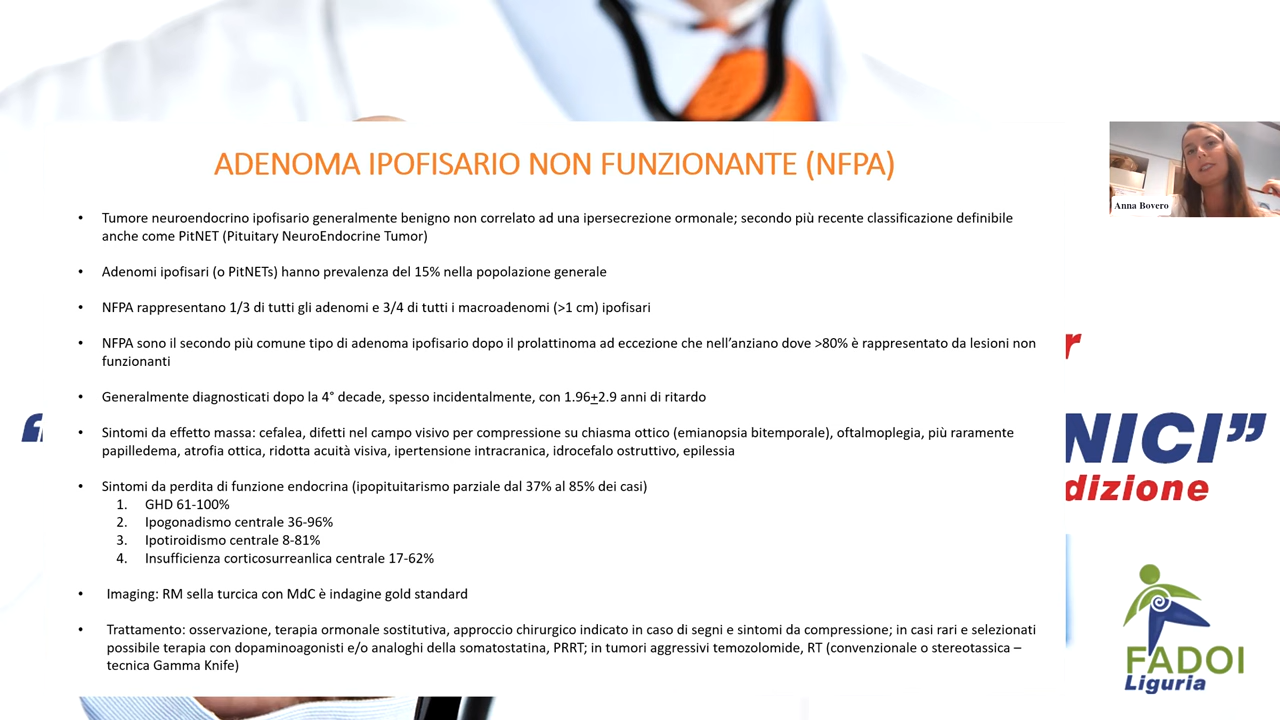 ADENOMA IPOFISARIO NON FUNZIONANTE (NFPA)
• Tumore neuroendocrino ipofisario generalmente benigno non correlato ad una ipersecrezione ormonale; secondo più recente classificazione definibile
anche come PitNET (Pituitary NeuroEndocrine Tumor)
• Adenomi ipofisari (o PitNETs) hanno prevalenza del 15% nella popolazione generale
• NFPA rappresentano 1/3 di tutti gli adenomi e 3/4 di tutti i macroadenomi (>1 cm) ipofisari
• NFPA sono il secondo più comune tipo di adenoma ipofisario dopo il prolattinoma ad eccezione che nell'anziano dove >80% è rappresentato da lesioni non
funzionanti
• Generalmente diagnosticati dopo la 4° decade, spesso incidentalmente, con 1.96+2.9 anni di ritardo
• Sintomi da effetto massa: cefalea, difetti nel campo visivo per compressione su chiasma ottico (emianopsia bitemporale), oftalmoplegia, più raramente
papilledema, atrofia ottica, ridotta acuità visiva, ipertensione intracranica, idrocefalo ostruttivo, epilessia
• Sintomi da perdita di funzione endocrina (ipopituitarismo parziale dal 37% al 85% dei casi)
1. GHD 61-100%
2. Ipogonadismo centrale 36-96%
3. Ipotiroidismo centrale 8-81%
4. Insufficienza corticosurreanlica centrale 17-62%
• Imaging: RM sella turcica con MdC è indagine gold standard
• Trattamento: osservazione, terapia ormonale sostitutiva, approccio chirurgico indicato in caso di segni e sintomi da compressione; in casi rari e selezionati
possibile terapia con dopaminoagonisti e/o analoghi della somatostatina, PRRT; in tumori aggressivi temozolomide, RT (convenzionale o stereotassica –
tecnica Gamma Knife)
Anna Bovero
r
“
NICI”
dizione
FADOI
Liguria